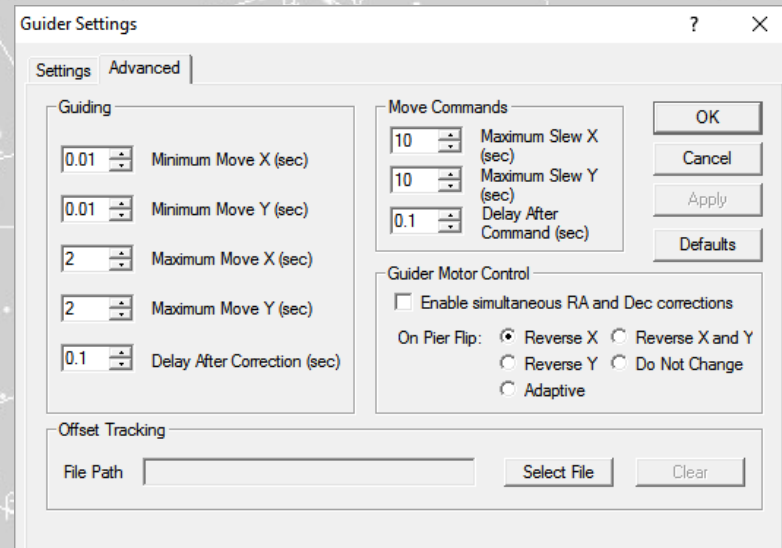 Guider Settings
?
Settings
Advanced
Guiding
0.01 Minimum Move X (sec)
0.01 Minimum Move Y (sec)
2 Maximum Move X (sec)
2 Maximum Move Y (sec)
0.1 Delay After Correction (sec)
Move Commands
10 Maximum Slew X
(sec)
10 Maximum Slew Y
(sec)
0.1 Delay After
Command (sec)
OK
Cancel
Apply
Defaults
Guider Motor Control
Enable simultaneous RA and Dec corrections
On Pier Flip: Reverse X Reverse X and Y
Reverse Y Do Not Change
Adaptive
Offset Tracking
File Path Select File Clear